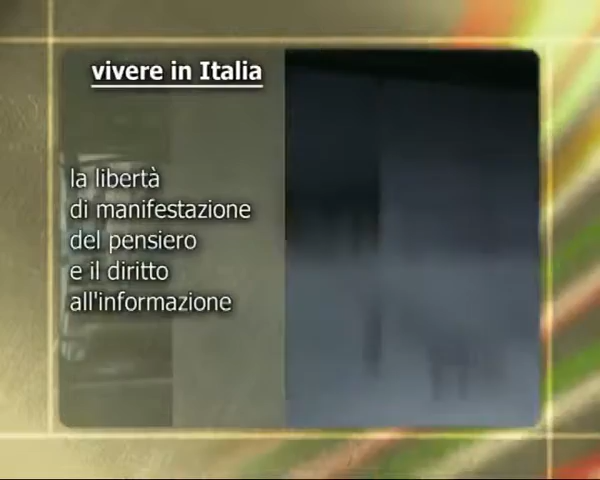 vivere in Italia
la libertà
di manifestazione
del pensiero
e il diritto
all'informazione